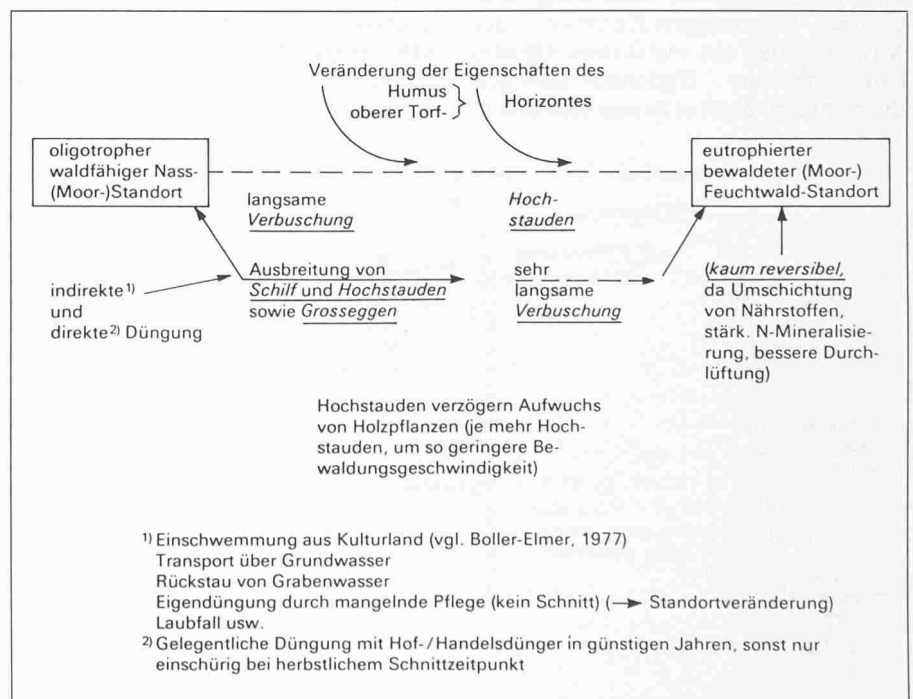 Veränderung der Eigenschaften des
Humus
oberer Torf-
Horizontes
oligotropher
waldfähiger Nass-
(Moor-)Standort
eutrophierter
bewaldeter (Moor-)
Feuchtwald-Standort
langsame
Verbuschung
Hoch-
stauden
indirekte¹⁾
und
direkte²⁾ Düngung
Ausbreitung von
Schilf und Hochstauden
sowie Grosseggen
sehr
langsame
Verbuschung
(kaum reversibel,
da Umschichtung
von Nährstoffen,
stärk. N-Mineralisie-
rung, bessere Durch-
lüftung)
Hochstauden verzögern Aufwuchs
von Holzpflanzen (je mehr Hoch-
stauden, um so geringere Be-
waldungsgeschwindigkeit)
¹⁾ Einschwemmung aus Kulturland (vgl. Boller-Elmer, 1977)
Transport über Grundwasser
Rückstau von Grabenwasser
Eigendüngung durch mangelnde Pflege (kein Schnitt) (→ Standortveränderung)
Laubfall usw.
²⁾ Gelegentliche Düngung mit Hof-/Handelsdünger in günstigen Jahren, sonst nur
einschürig bei herbstlichem Schnittzeitpunkt